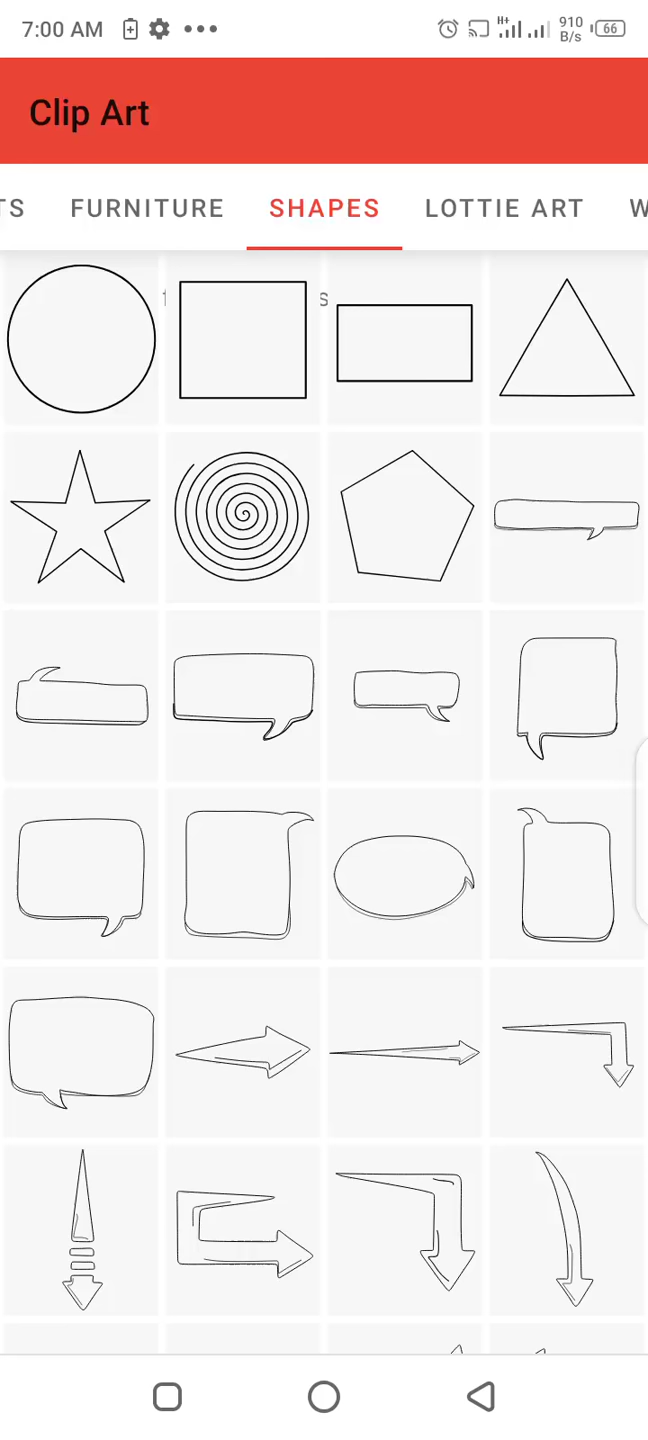 7:00 AM
H+
910
B/s
66
Clip Art
TS
FURNITURE
SHAPES
LOTTIE ART
W